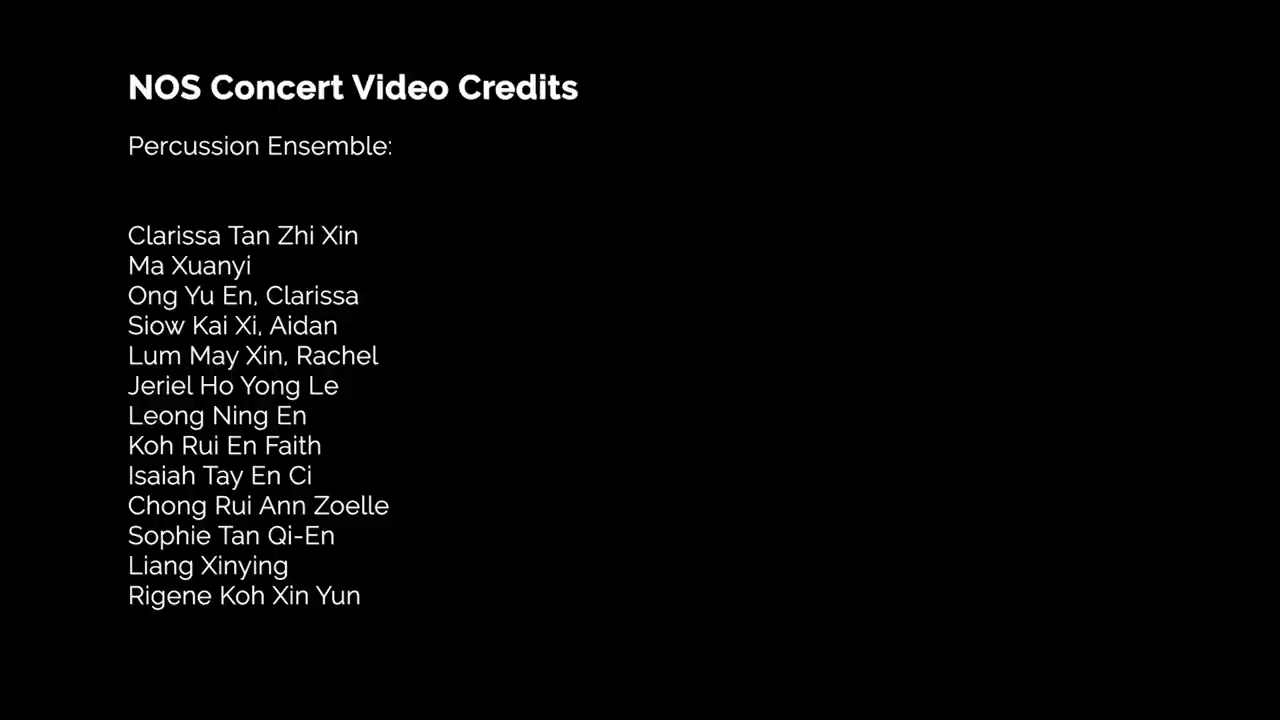 NOS Concert Video Credits
Percussion Ensemble:
Clarissa Tan Zhi Xin
Ma Xuanyi
Ong Yu En, Clarissa
Siow Kai Xi, Aidan
Lum May Xin, Rachel
Jeriel Ho Yong Le
Leong Ning En
Koh Rui En Faith
Isaiah Tay En Ci
Chong Rui Ann Zoelle
Sophie Tan Qi-En
Liang Xinying
Rigene Koh Xin Yun